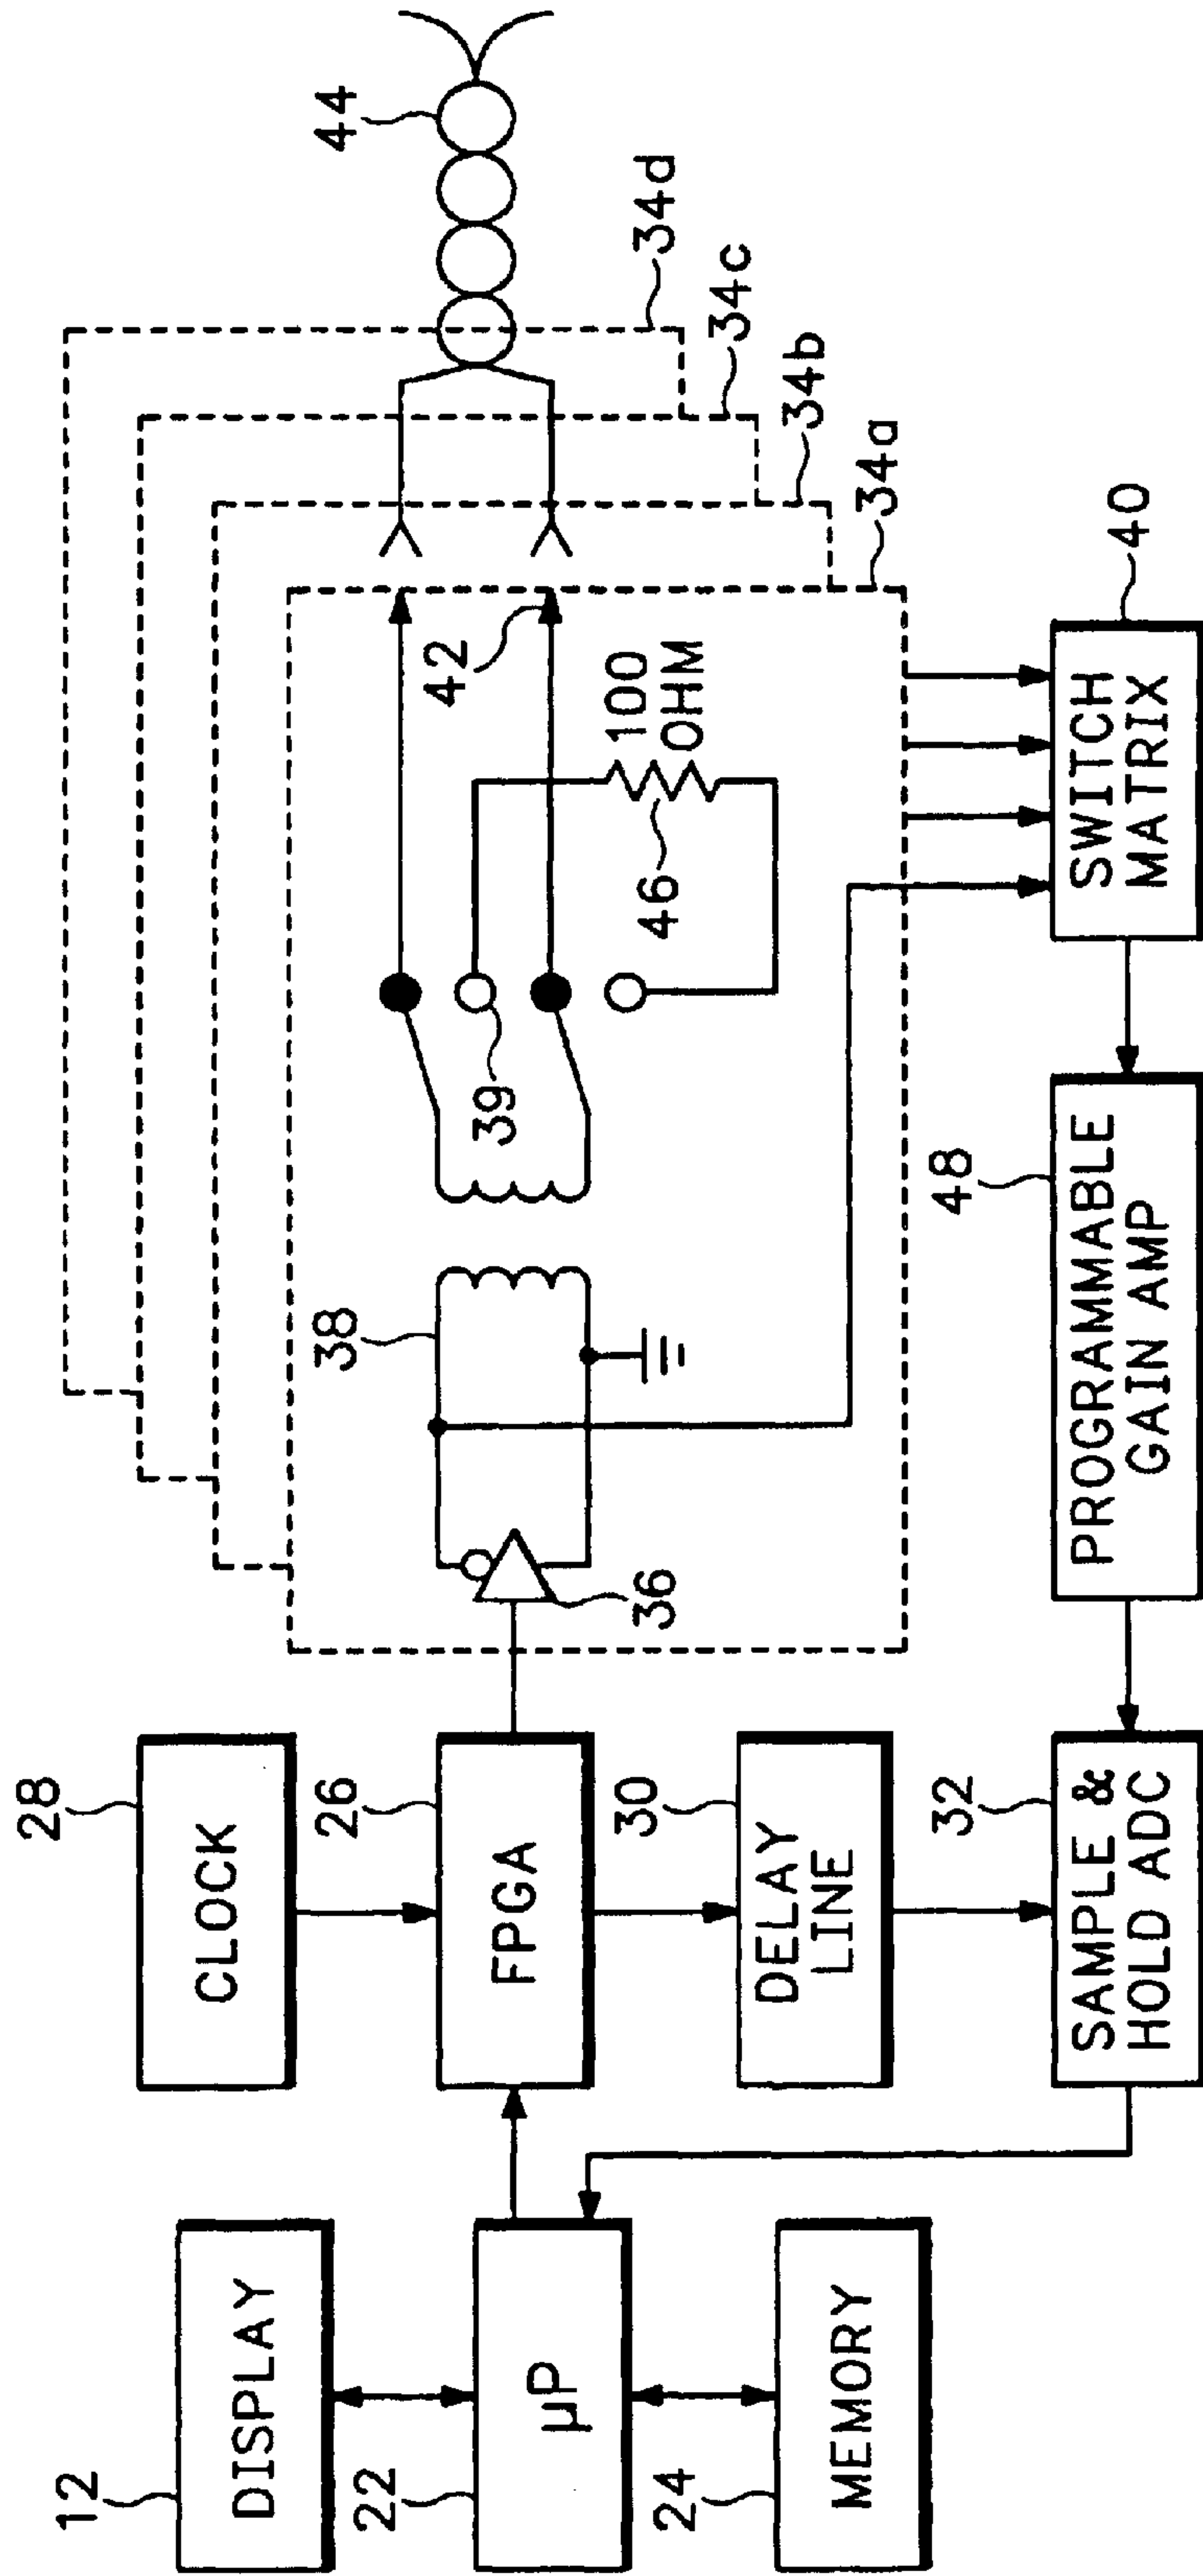 12
DISPLAY
22
µP
24
MEMORY
28
CLOCK
26
FPGA
30
DELAY
LINE
32
SAMPLE &
HOLD ADC
36
38
39
42
46
100
OHM
44
34d
34c
34b
34a
40
SWITCH
MATRIX
48
PROGRAMMABLE
GAIN AMP